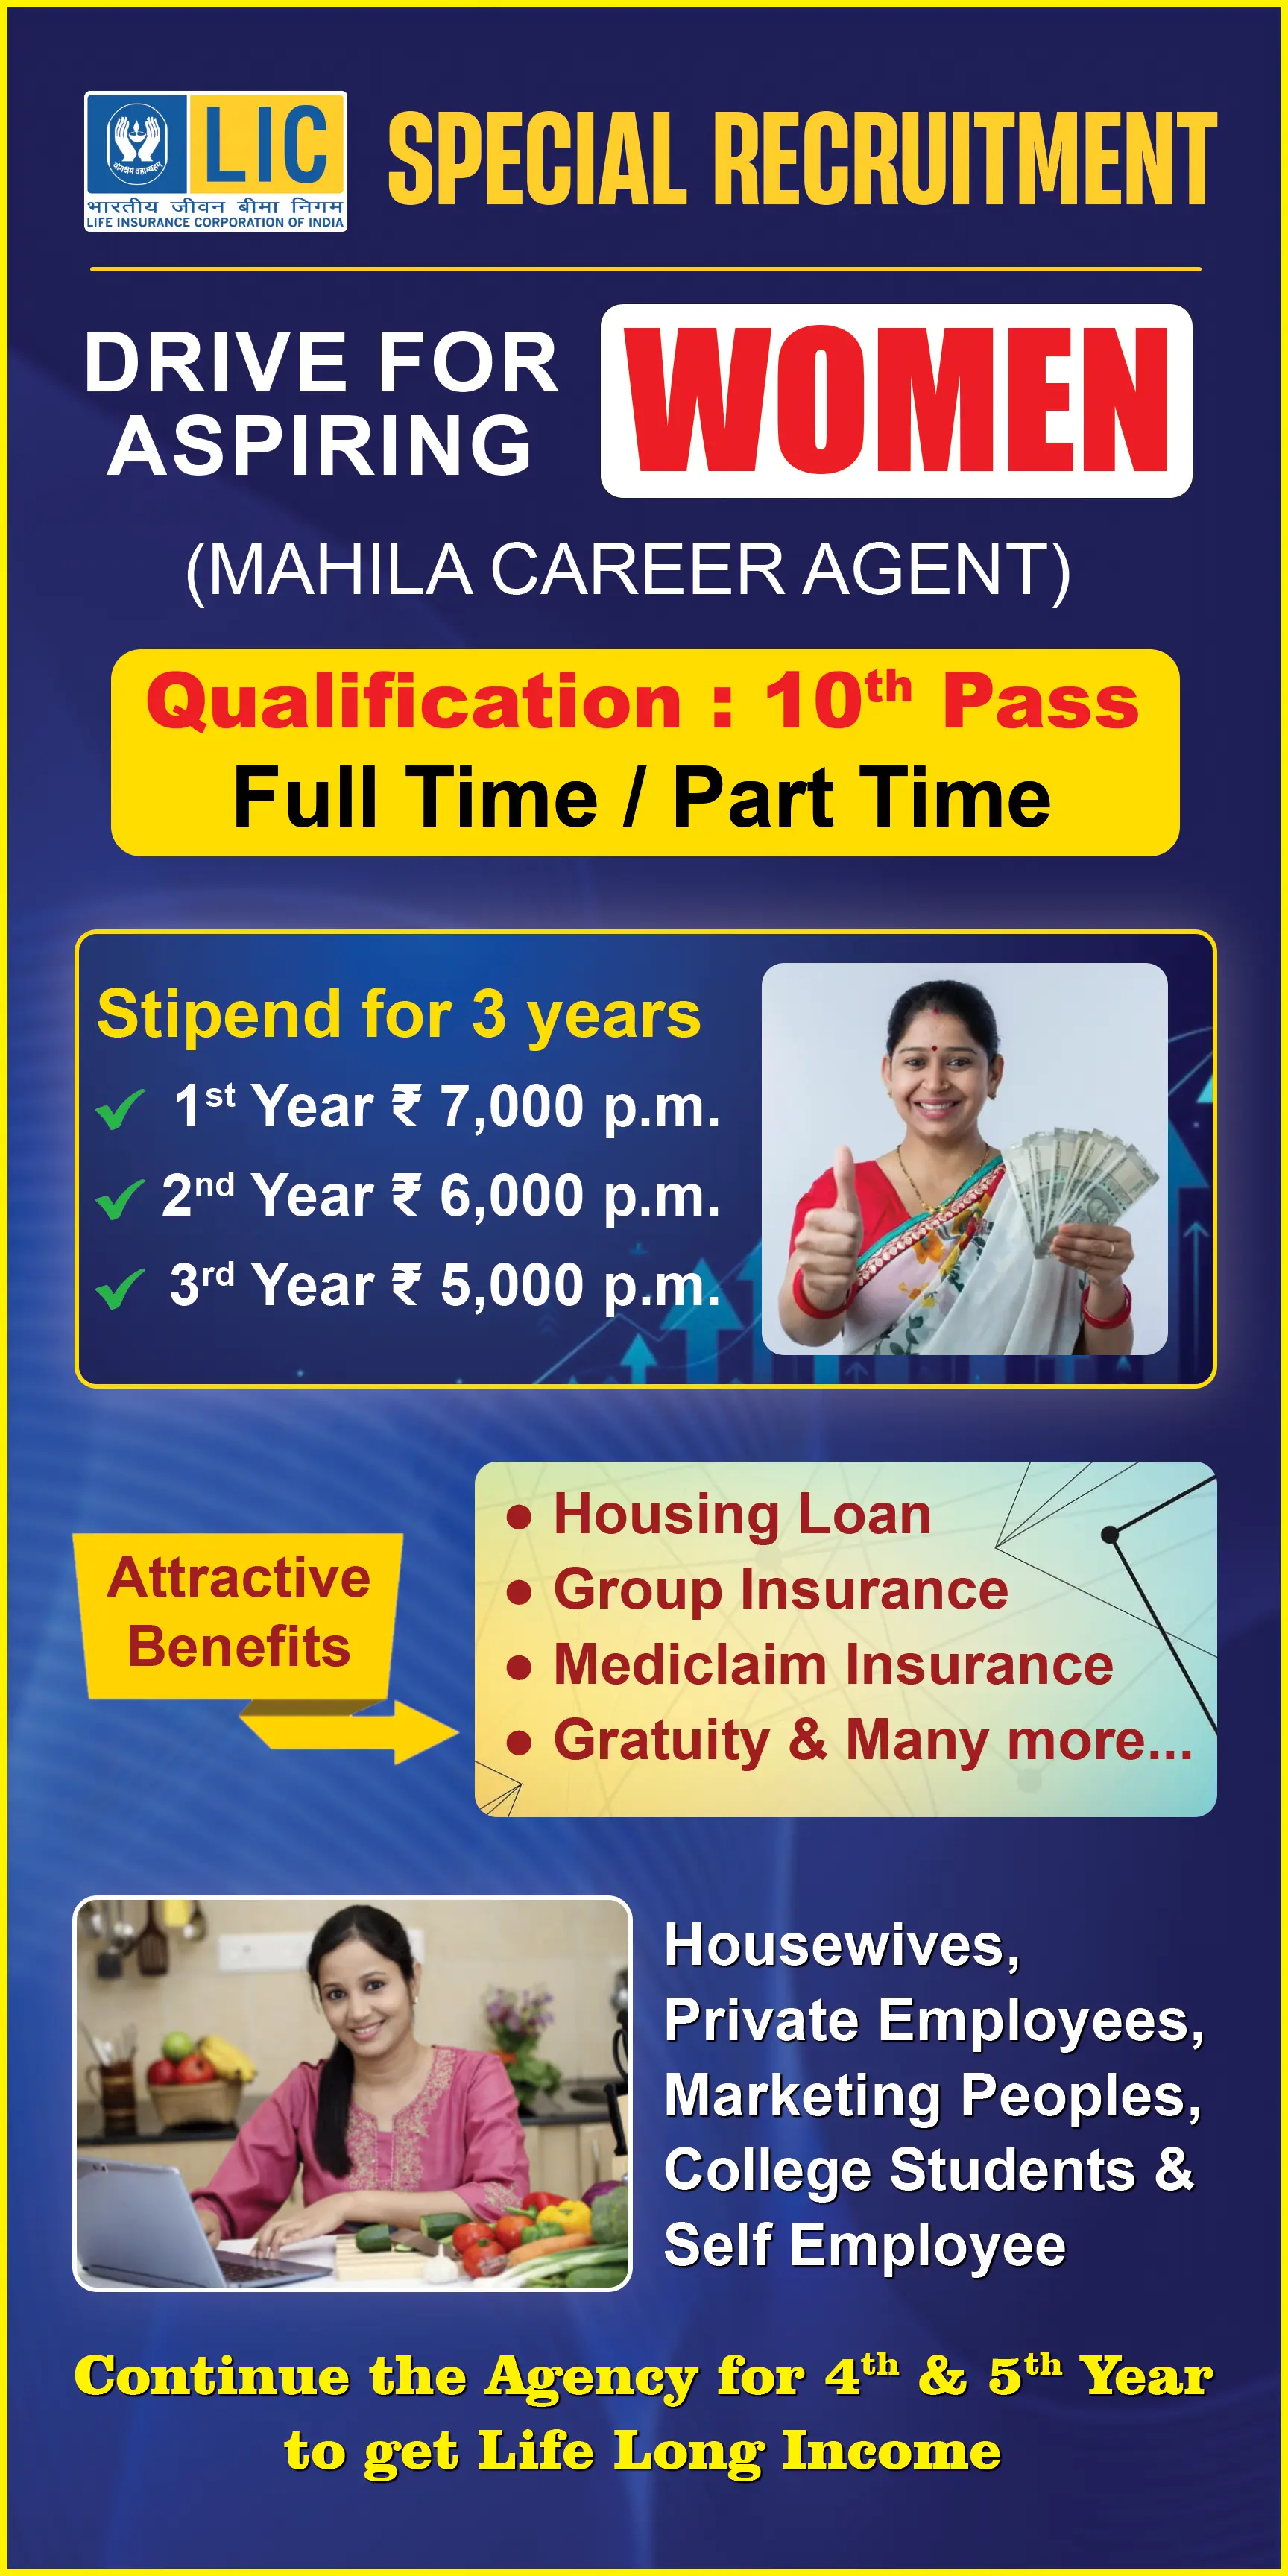 योगक्षेमं वहाम्यहम्
LIC
भारतीय जीवन बीमा निगम
LIFE INSURANCE CORPORATION OF INDIA
SPECIAL RECRUITMENT
DRIVE FOR
ASPIRING
WOMEN
(MAHILA CAREER AGENT)
Qualification : 10th Pass
Full Time / Part Time
Stipend for 3 years
1st Year ₹ 7,000 p.m.
2nd Year ₹ 6,000 p.m.
3rd Year ₹ 5,000 p.m.
Attractive
Benefits
• Housing Loan
• Group Insurance
• Mediclaim Insurance
• Gratuity & Many more...
Housewives,
Private Employees,
Marketing Peoples,
College Students &
Self Employee
Continue the Agency for 4th & 5th Year
to get Life Long Income